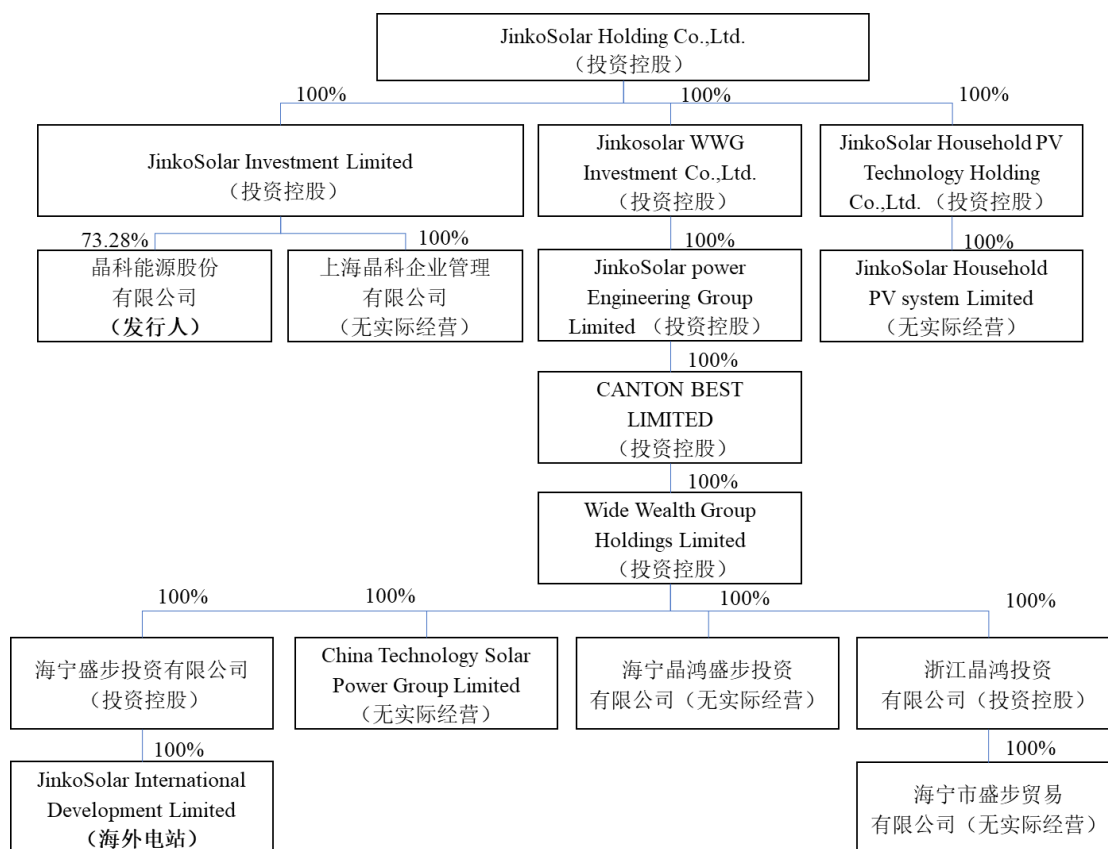 JinkoSolar Holding Co.,Ltd.
（投资控股）
100%
100%
100%
JinkoSolar Investment Limited
（投资控股）
Jinkosolar WWG
Investment Co.,Ltd.
（投资控股）
JinkoSolar Household PV
Technology Holding
Co.,Ltd.（投资控股）
73.28%
100%
100%
100%
晶科能源股份
有限公司
（发行人）
上海晶科企业管理
有限公司
（无实际经营）
JinkoSolar power
Engineering Group
Limited（投资控股）
JinkoSolar Household
PV system Limited
（无实际经营）
100%
CANTON BEST
LIMITED
（投资控股）
100%
Wide Wealth Group
Holdings Limited
（投资控股）
100%
100%
100%
100%
海宁盛步投资有限公司
（投资控股）
China Technology Solar
Power Group Limited
（无实际经营）
海宁晶鸿盛步投资
有限公司（无实际经营）
浙江晶鸿投资
有限公司（投资控股）
100%
100%
JinkoSolar International
Development Limited
（海外电站）
海宁市盛步贸易
有限公司（无实际经营）